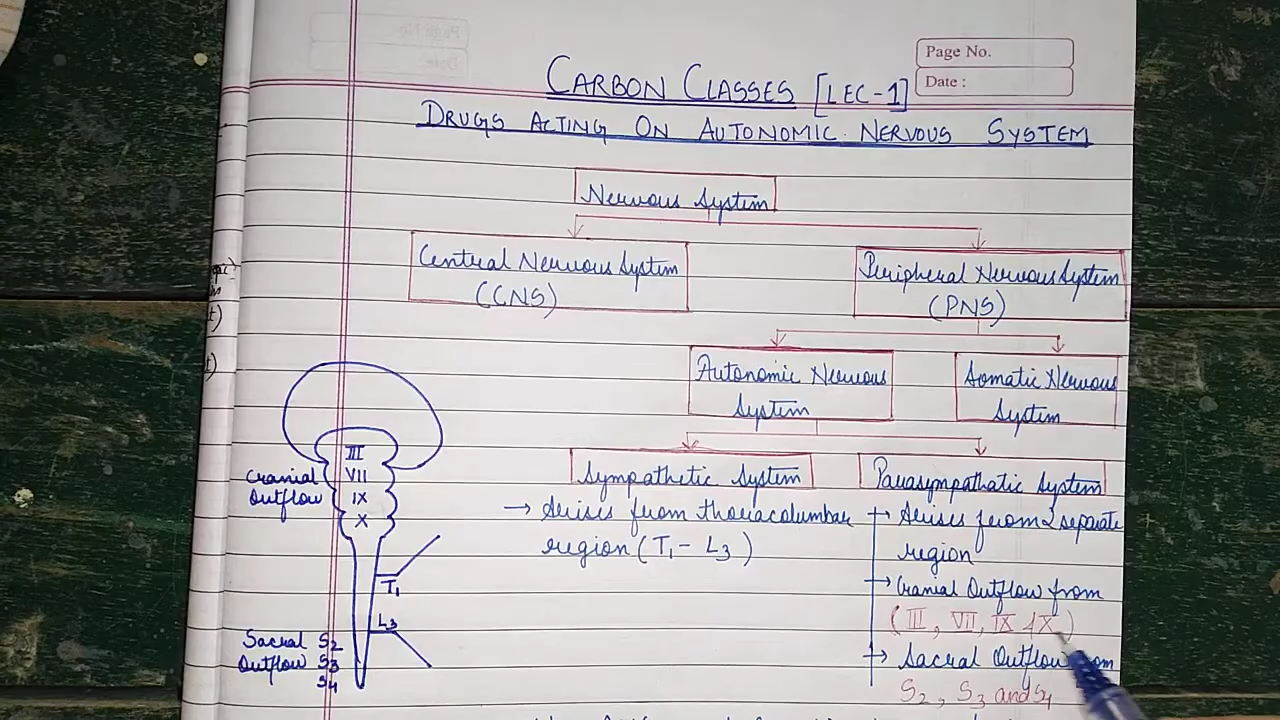 Page No.
CARBON CLASSES [LEC-1]
Date :
DRUGS ACTING ON AUTONOMIC NERVOUS SYSTEM
Nervous System
Central Nervous System
(CNS)
Peripheral Nervous System
(PNS)
Autonomic Nervous
System
Somatic Nervous
System
Sympathetic System
→ Arises from thoracolumbar
region (T1 - L3)
Parasympathatic System
→ Arises from 2 separate
region
→ Cranial Outflow from
(III, VII, IX & X)
→ Sacral Outflow from
S2, S3 and S4
Cranial
Outflow
III
VII
IX
X
T1
L3
Sacral S2
Outflow S3
S4